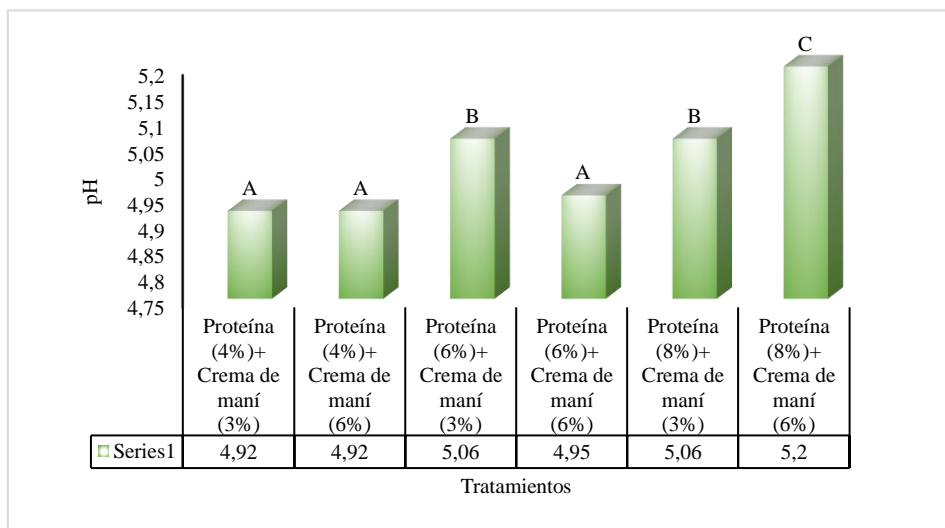 C
B
B
A
A
A
5,2
5,15
5,1
5,05
5
4,95
4,9
4,85
4,8
4,75
pH
Proteína (4%)+ Crema de maní (3%)
Proteína (4%)+ Crema de maní (6%)
Proteína (6%)+ Crema de maní (3%)
Proteína (6%)+ Crema de maní (6%)
Proteína (8%)+ Crema de maní (3%)
Proteína (8%)+ Crema de maní (6%)
Series1 4,92 4,92 5,06 4,95 5,06 5,2
Tratamientos